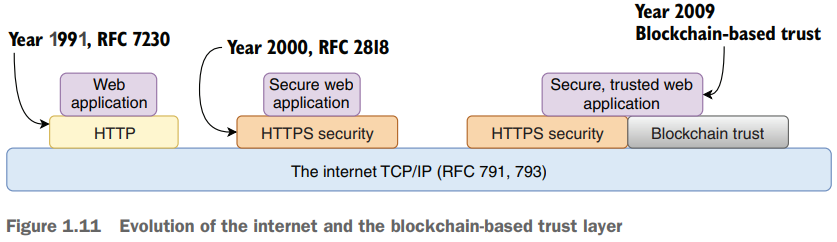 Year 1991, RFC 7230
Year 2000, RFC 2818
Year 2009
Blockchain-based trust
Web
application
HTTP
Secure web
application
HTTPS security
Secure, trusted web
application
HTTPS security
Blockchain trust
The internet TCP/IP (RFC 791, 793)
Figure 1.11 Evolution of the internet and the blockchain-based trust layer